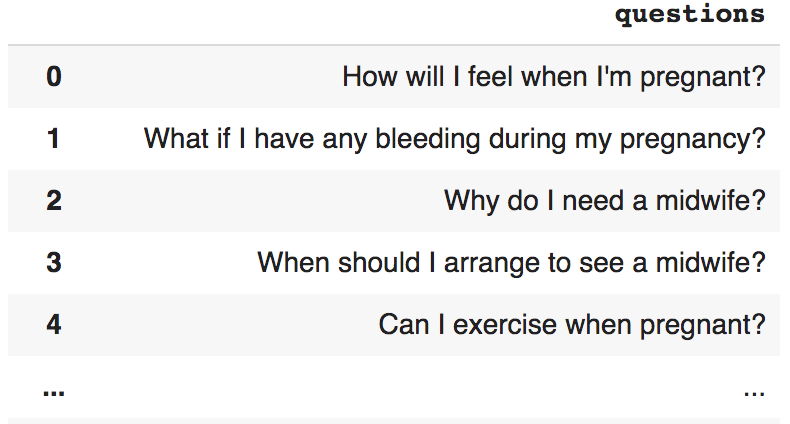 questions
0 How will I feel when I'm pregnant?
1 What if I have any bleeding during my pregnancy?
2 Why do I need a midwife?
3 When should I arrange to see a midwife?
4 Can I exercise when pregnant?
... ...